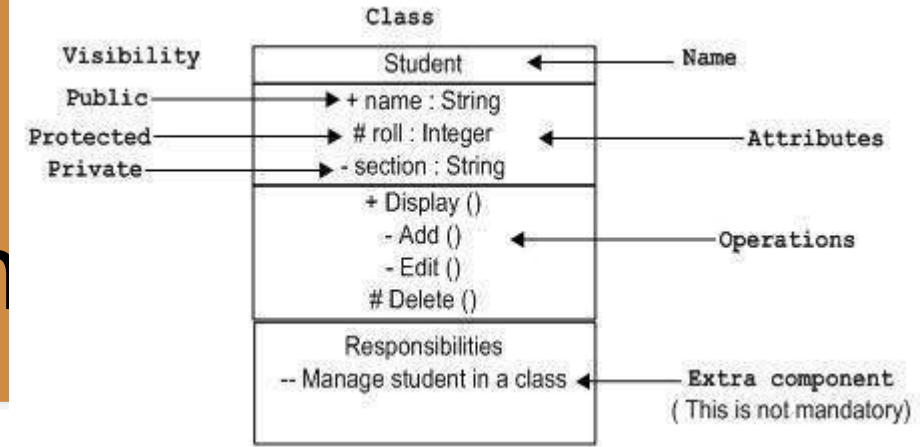 Class
Visibility
Student
Name
Public
+ name : String
Protected
# roll : Integer
Attributes
Private
- section : String
+ Display ()
- Add ()
Operations
- Edit ()
# Delete ()
Responsibilities
-- Manage student in a class
Extra component
( This is not mandatory)